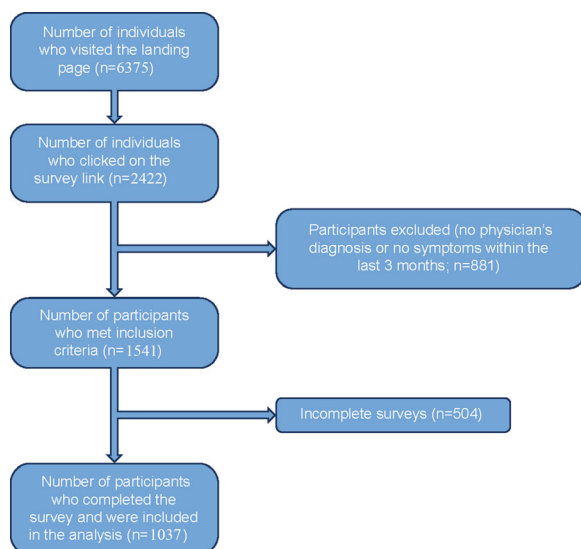 Number of individuals
who visited the landing
page (n=6375)
Number of individuals
who clicked on the
survey link (n=2422)
Participants excluded (no physician's
diagnosis or no symptoms within the
last 3 months; n=881)
Number of participants
who met inclusion
criteria (n=1541)
Incomplete surveys (n=504)
Number of participants
who completed the
survey and were included
in the analysis (n=1037)